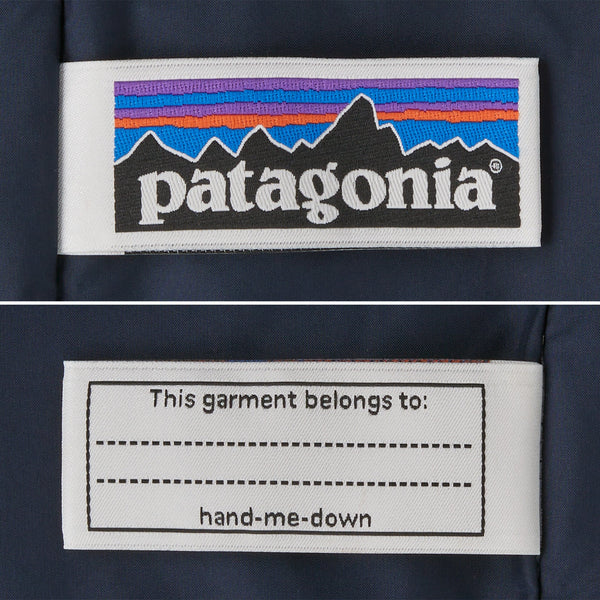 patagonia®
This garment belongs to:
hand-me-down